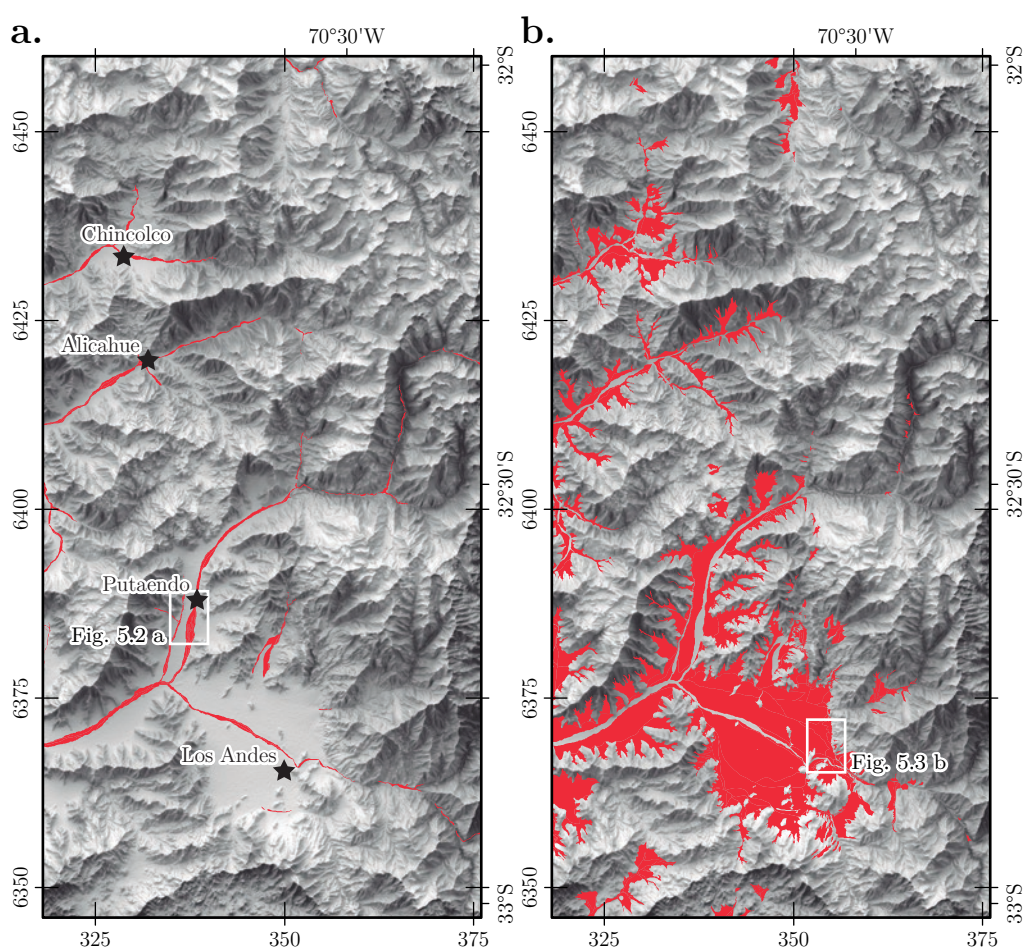 a.
b.
70°30'W
70°30'W
32°S
32°S
6450
6450
Chincolco
6425
6425
Alicahue
32°30'S
32°30'S
6400
6400
Putaendo
Fig. 5.2 a
6375
6375
Los Andes
Fig. 5.3 b
6350
6350
33°S
33°S
325
350
375
325
350
375